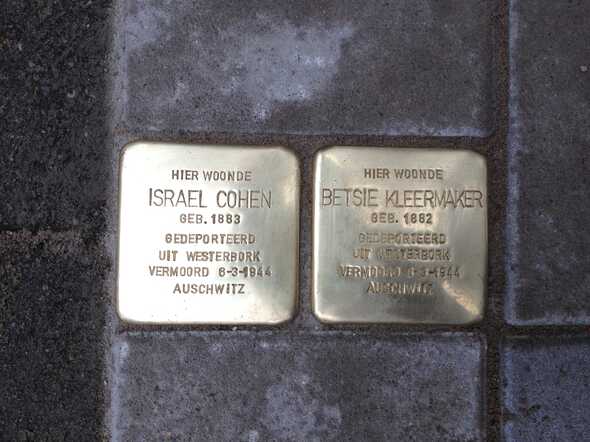 HIER WOONDE
ISRAEL COHEN
GEB. 1883
GEDEPORTEERD
UIT WESTERBORK
VERMOORD 6-3-1944
AUSCHWITZ
HIER WOONDE
BETSIE KLEERMAKER
GEB. 1882
GEDEPORTEERD
UIT WESTERBORK
VERMOORD 6-3-1944
AUSCHWITZ